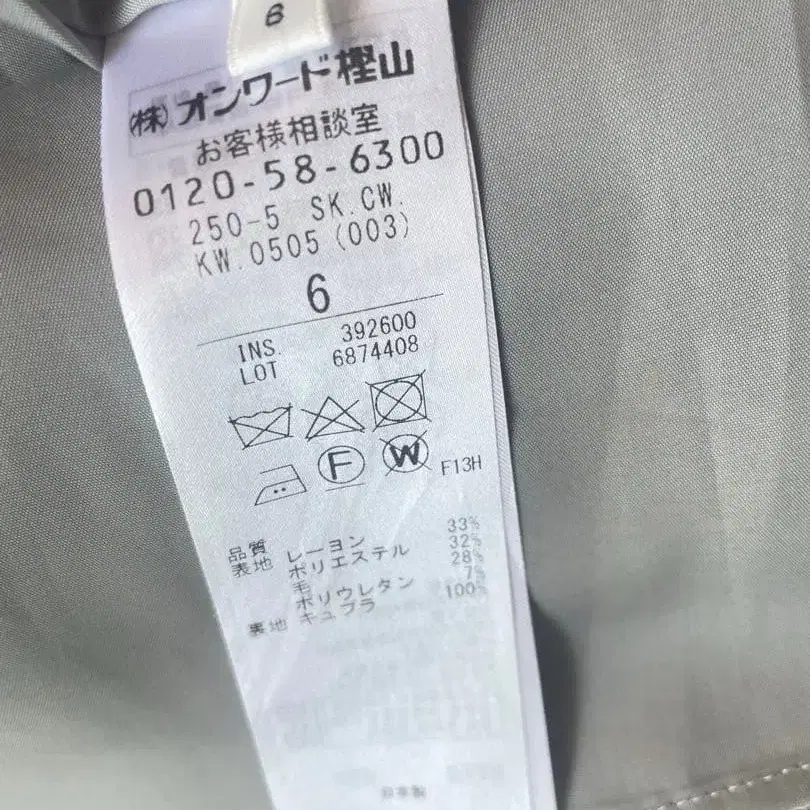 6
(株)オンワード樫山
お客様相談室
0120-58-6300
250-5 SK.CW.
KW.0505(003)
6
INS. 392600
LOT 6874408
F
W
F13H
品質
表地 レーヨン 33%
ポリエステル 32%
毛 28%
ポリウレタン 7%
裏地 キュプラ 100%
日本製